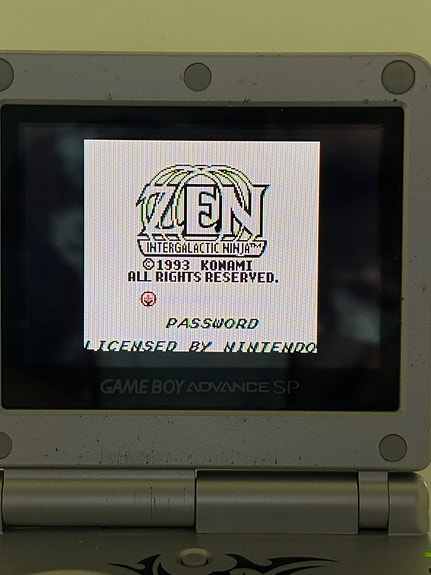 ZEN
INTERGALACTIC NINJA™
©1993 KONAMI
ALL RIGHTS RESERVED.
PASSWORD
LICENSED BY NINTENDO
GAME BOY ADVANCE SP